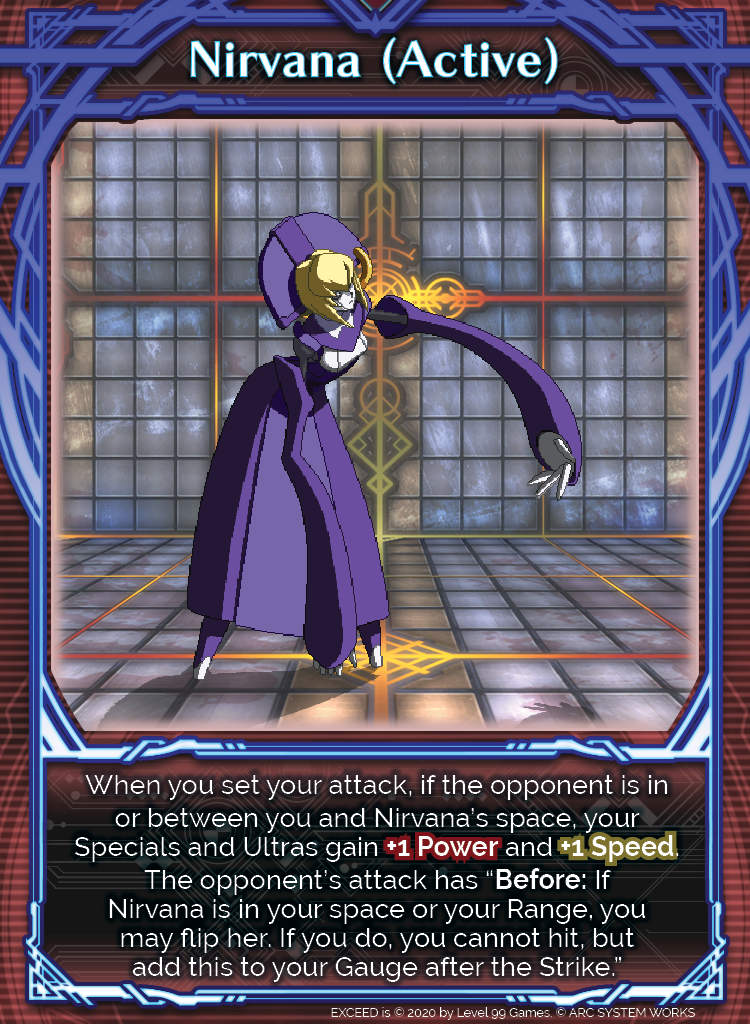 Nirvana (Active)
When you set your attack, if the opponent is in
or between you and Nirvana's space, your
Specials and Ultras gain +1 Power and +1 Speed.
The opponent's attack has “Before: If
Nirvana is in your space or your Range, you
may flip her. If you do, you cannot hit, but
add this to your Gauge after the Strike.”
EXCEED is © 2020 by Level 99 Games. © ARC SYSTEM WORKS